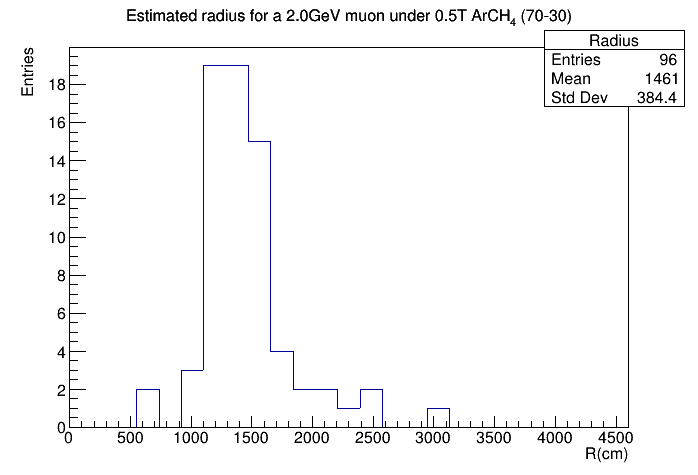 Estimated radius for a 2.0GeV muon under 0.5T ArCH₄ (70-30)
Radius
Entries 96
Mean 1461
Std Dev 384.4
Entries
18
16
14
12
10
8
6
4
2
0
0 500 1000 1500 2000 2500 3000 3500 4000 4500
R(cm)